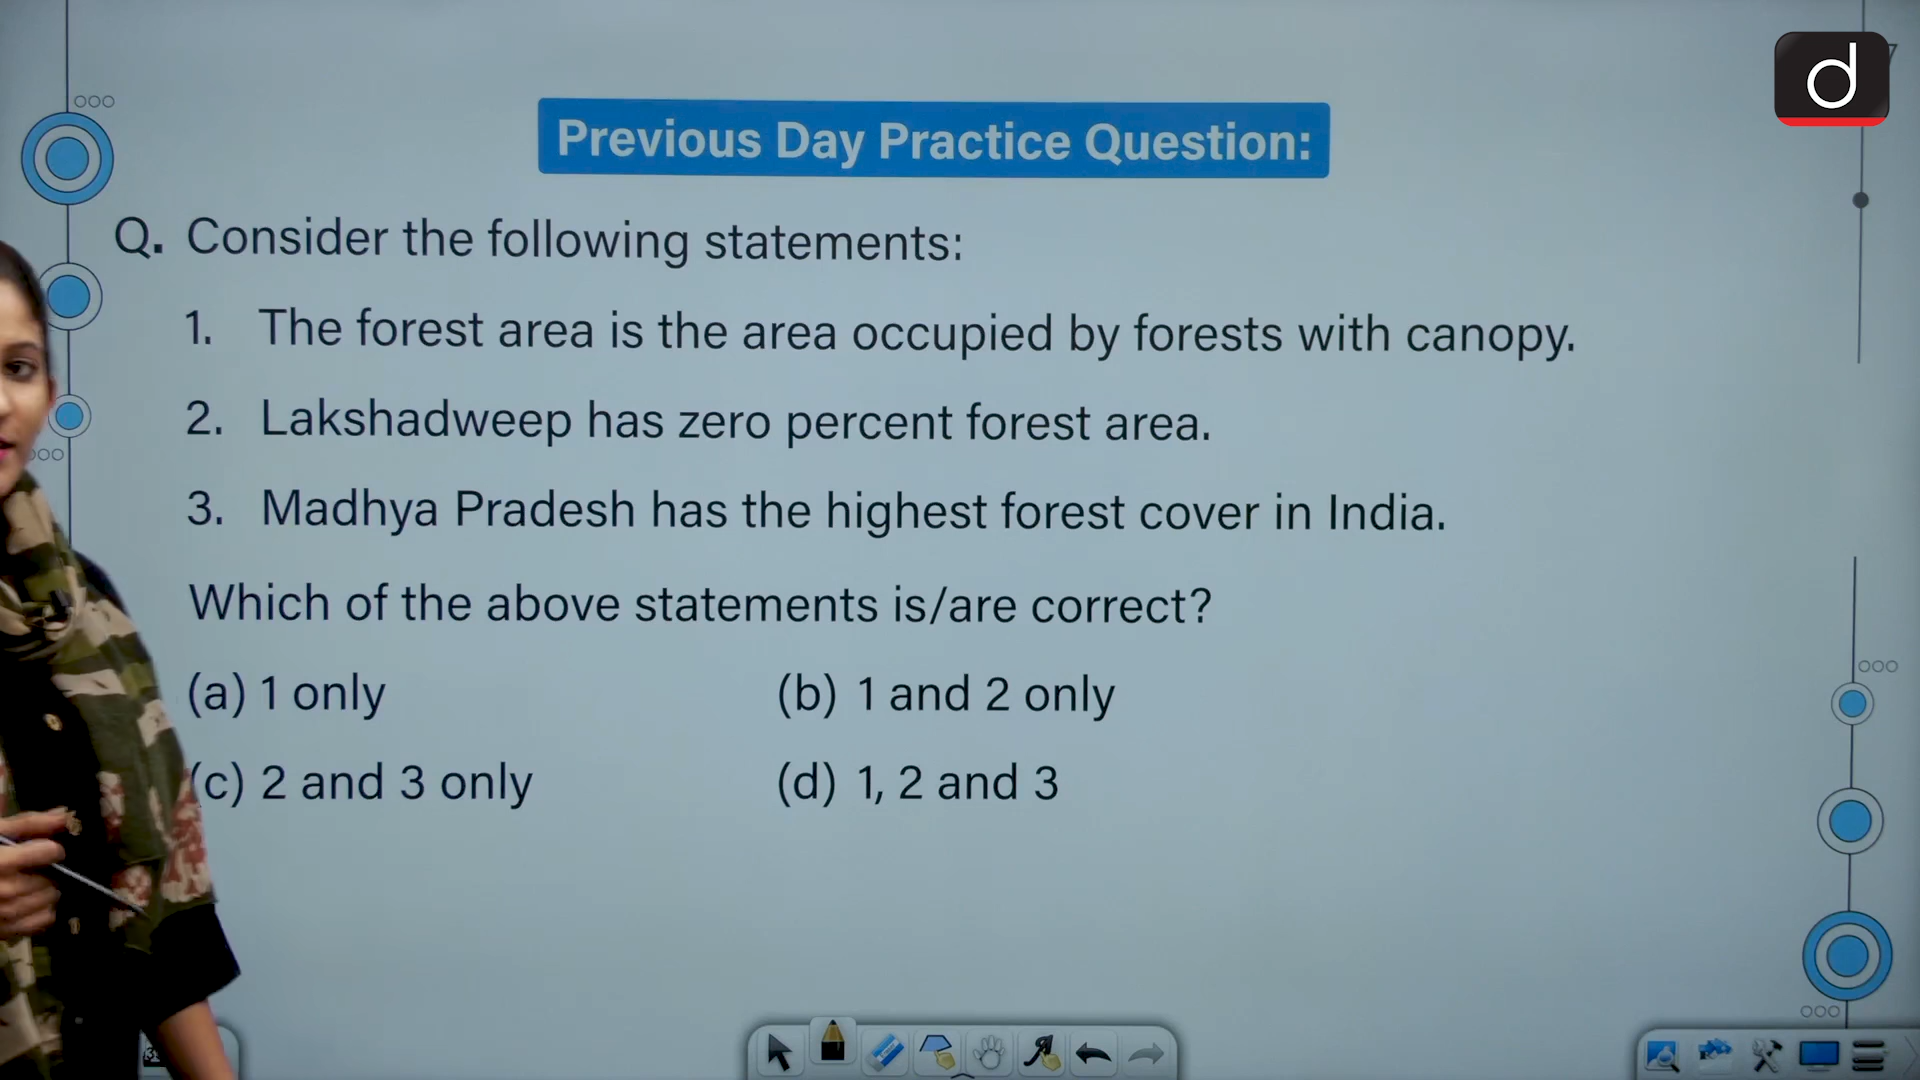 Previous Day Practice Question:
Q. Consider the following statements:
1. The forest area is the area occupied by forests with canopy.
2. Lakshadweep has zero percent forest area.
3. Madhya Pradesh has the highest forest cover in India.
Which of the above statements is/are correct?
(a) 1 only (b) 1 and 2 only
(c) 2 and 3 only (d) 1, 2 and 3